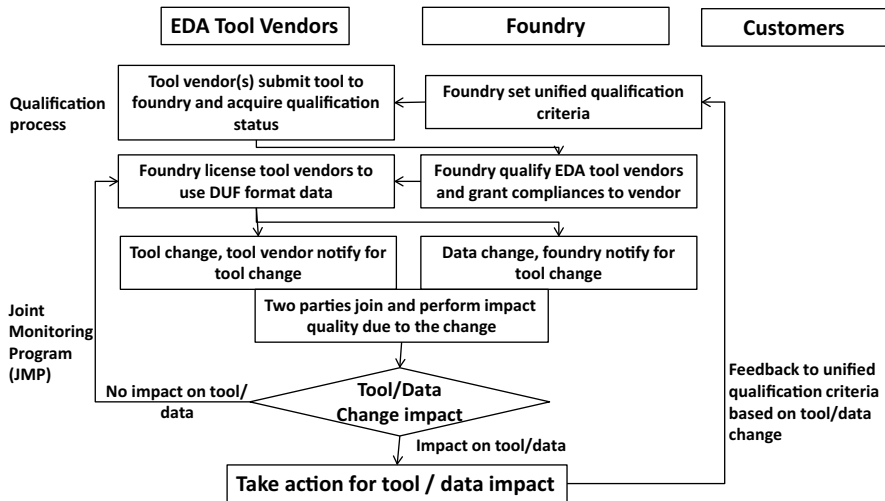 EDA Tool Vendors
Foundry
Customers
Qualification
process
Tool vendor(s) submit tool to
foundry and acquire qualification
status
Foundry set unified qualification
criteria
Foundry license tool vendors to
use DUF format data
Foundry qualify EDA tool vendors
and grant compliances to vendor
Tool change, tool vendor notify for
tool change
Data change, foundry notify for
tool change
Two parties join and perform impact
quality due to the change
Joint
Monitoring
Program
(JMP)
No impact on tool/
data
Tool/Data
Change impact
Feedback to unified
qualification criteria
based on tool/data
change
Impact on tool/data
Take action for tool / data impact